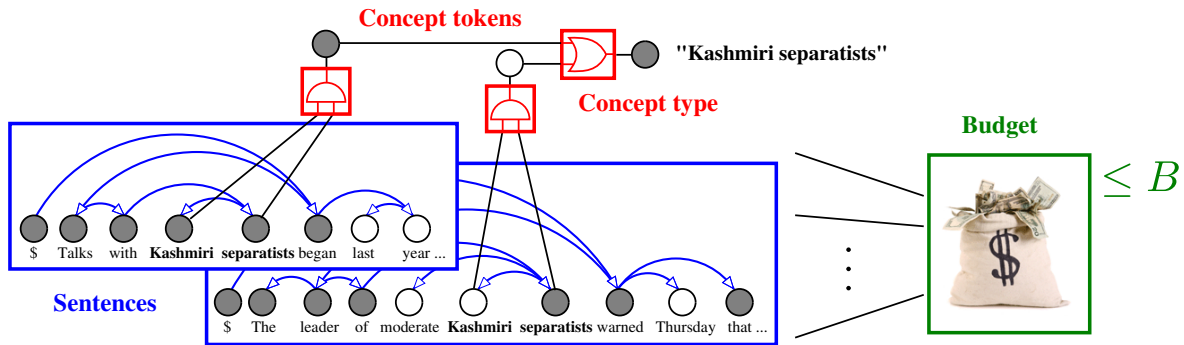 Concept tokens
"Kashmiri separatists"
Concept type
Budget
≤ B
$ Talks with Kashmiri separatists began last year ...
Sentences
$ The leader of moderate Kashmiri separatists warned Thursday that ...
$